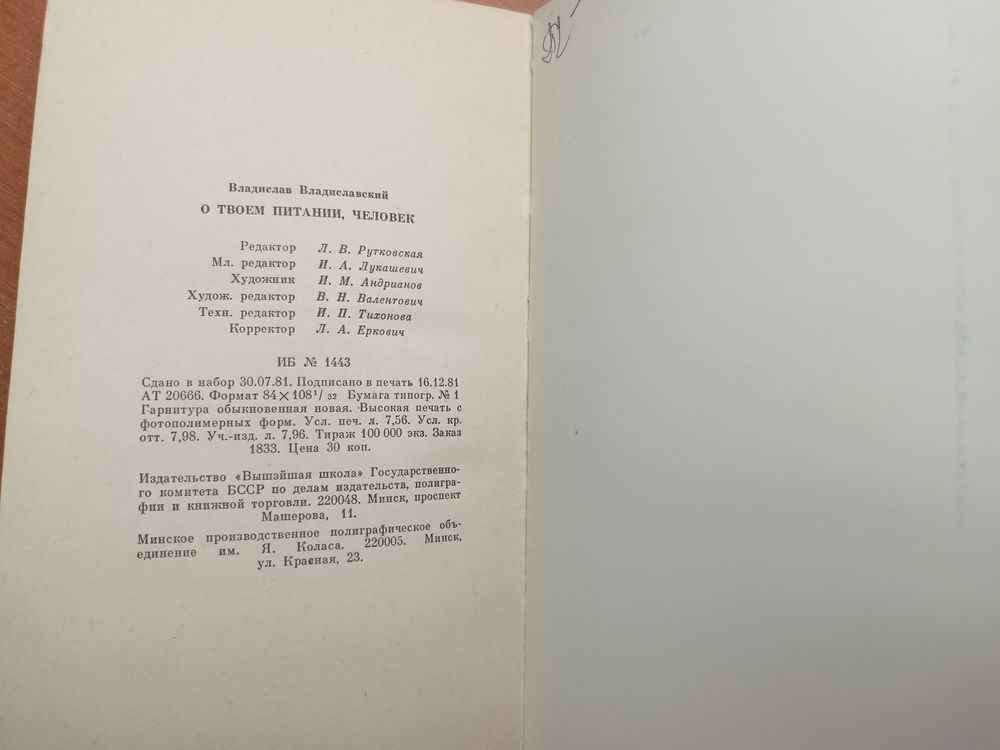 Владислав Владиславский
О ТВОЕМ ПИТАНИИ, ЧЕЛОВЕК
Редактор Л. В. Рутковская
Мл. редактор И. А. Лукашевич
Художник И. М. Андрианов
Худож. редактор В. Н. Валентович
Техн. редактор И. П. Тихонова
Корректор Л. А. Еркович
ИБ № 1443
Сдано в набор 30.07.81. Подписано в печать 16.12.81
АТ 20666. Формат 84×108 1/32 Бумага типогр. № 1
Гарнитура обыкновенная новая. Высокая печать с
фотополимерных форм. Усл. печ. л. 7,56. Усл. кр.
отт. 7,98. Уч.-изд. л. 7,96. Тираж 100 000 экз. Заказ
1833. Цена 30 коп.
Издательство «Вышэйшая школа» Государственно-
го комитета БССР по делам издательств, полигра-
фии и книжной торговли. 220048. Минск, проспект
Машерова, 11.
Минское производственное полиграфическое объ-
единение им. Я. Коласа. 220005. Минск,
ул. Красная, 23.